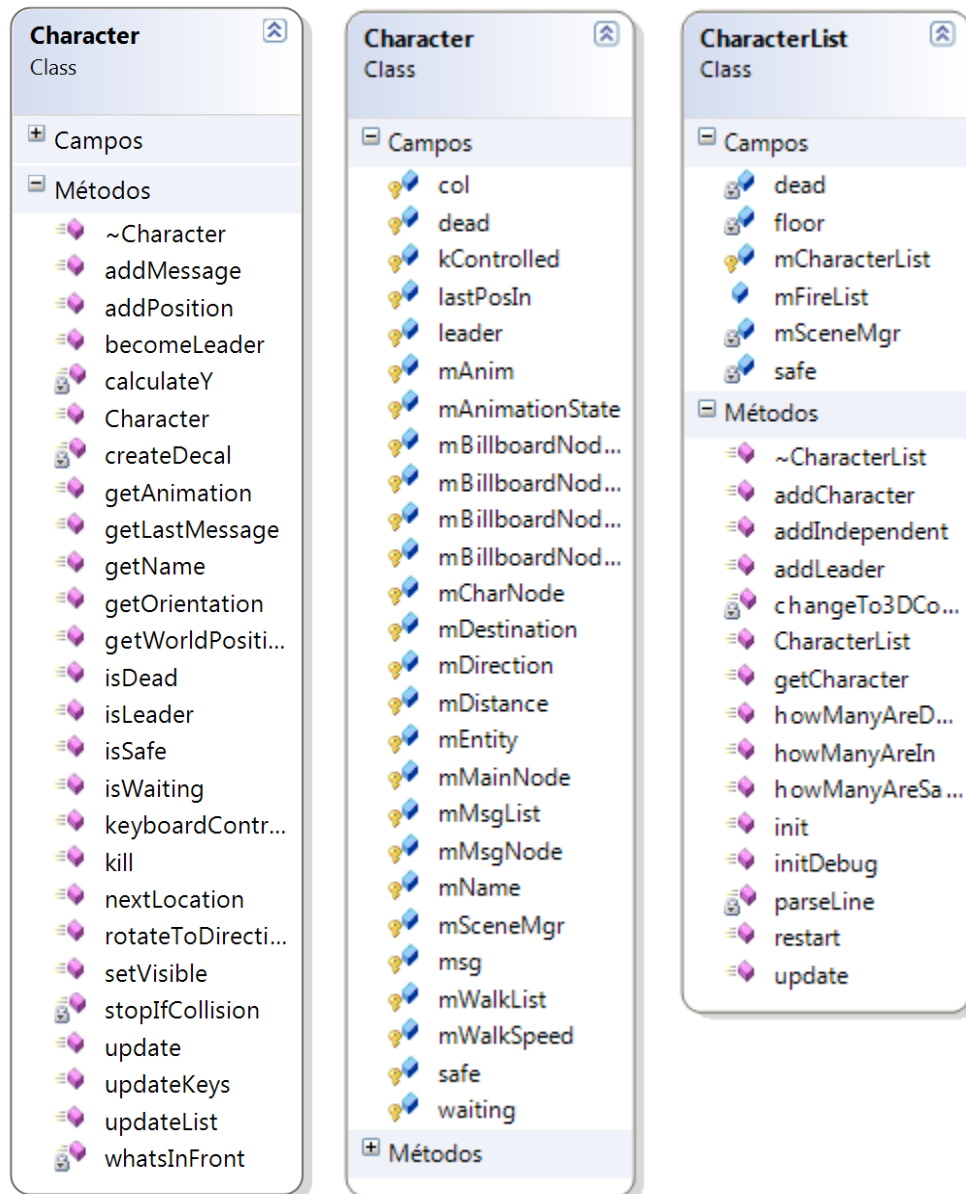 Character
Class
Campos
Métodos
~Character
addMessage
addPosition
becomeLeader
calculateY
Character
createDecal
getAnimation
getLastMessage
getName
getOrientation
getWorldPositi...
isDead
isLeader
isSafe
isWaiting
keyboardContr...
kill
nextLocation
rotateToDirecti...
setVisible
stopIfCollision
update
updateKeys
updateList
whatsInFront
Character
Class
Campos
col
dead
kControlled
lastPosIn
leader
mAnim
mAnimationState
mBillboardNod...
mBillboardNod...
mBillboardNod...
mBillboardNod...
mCharNode
mDestination
mDirection
mDistance
mEntity
mMainNode
mMsgList
mMsgNode
mName
mSceneMgr
msg
mWalkList
mWalkSpeed
safe
waiting
Métodos
CharacterList
Class
Campos
dead
floor
mCharacterList
mFireList
mSceneMgr
safe
Métodos
~CharacterList
addCharacter
addIndependent
addLeader
changeTo3DCo...
CharacterList
getCharacter
howManyAreD...
howManyAreIn
howManyAreSa...
init
initDebug
parseLine
restart
update